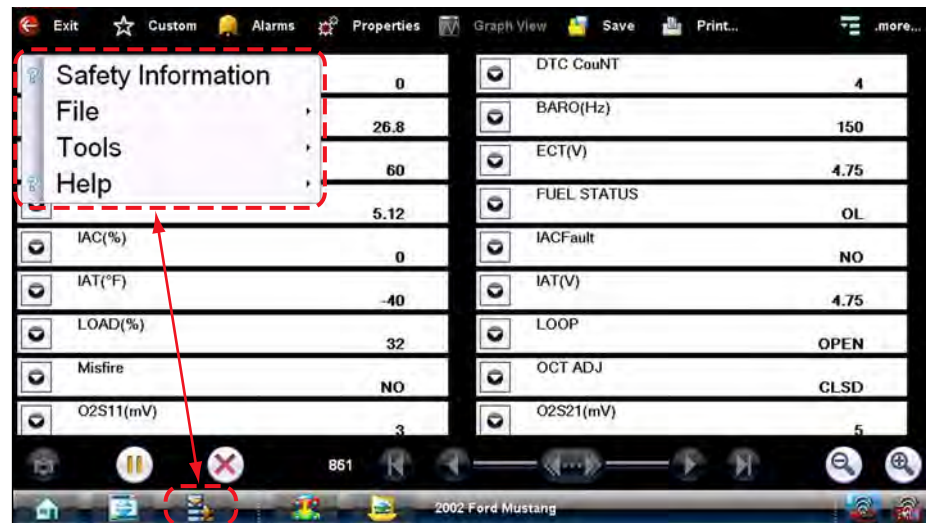 Exit Custom Alarms Properties Graph View Save Print... .more...
Safety Information
File
Tools
Help
0
26.8
60
5.12
IAC(%)
0
IAT(°F)
-40
LOAD(%)
32
Misfire
NO
O2S11(mV)
3
DTC CouNT
4
BARO(Hz)
150
ECT(V)
4.75
FUEL STATUS
OL
IACFault
NO
IAT(V)
4.75
LOOP
OPEN
OCT ADJ
CLSD
O2S21(mV)
5
861
2002 Ford Mustang